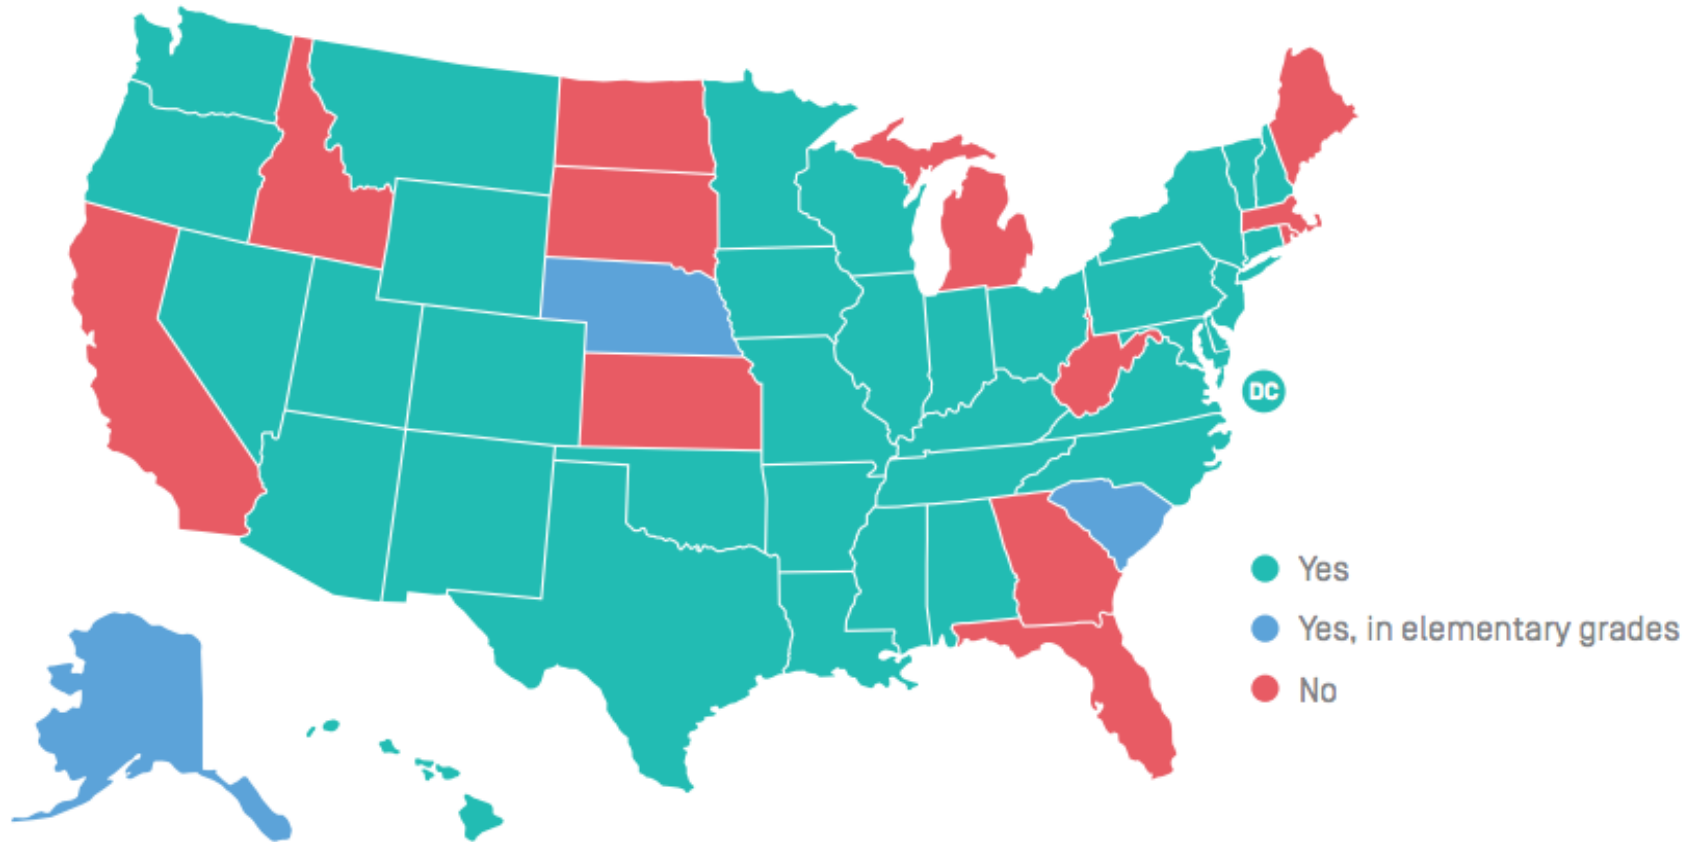 DC
Yes
Yes, in elementary grades
No